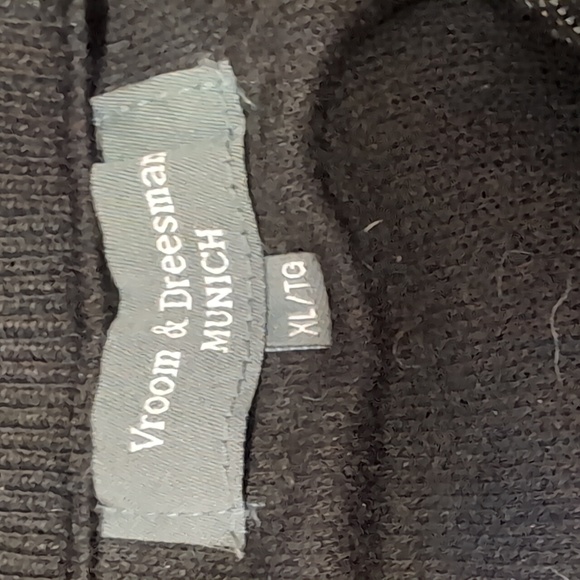 Vroom & Dreesman
MUNICH
XL/TG